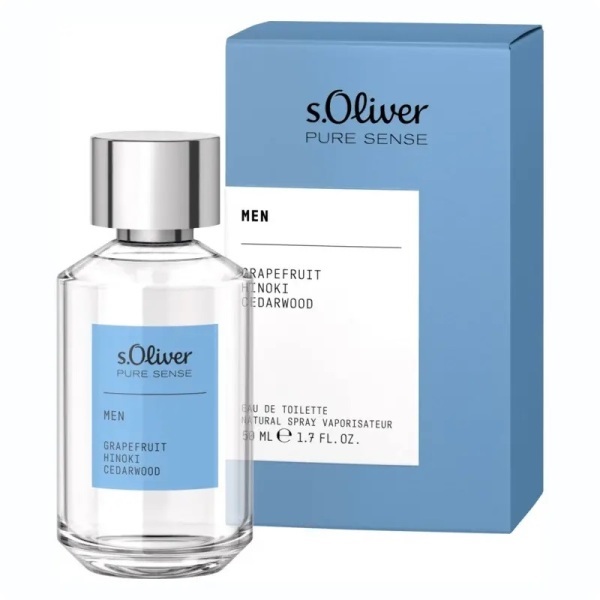 s.Oliver
PURE SENSE
MEN
GRAPEFRUIT
HINOKI
CEDARWOOD
EAU DE TOILETTE
NATURAL SPRAY VAPORISATEUR
50 ML ℮ 1.7 FL.OZ.
s.Oliver
PURE SENSE
MEN
GRAPEFRUIT
HINOKI
CEDARWOOD